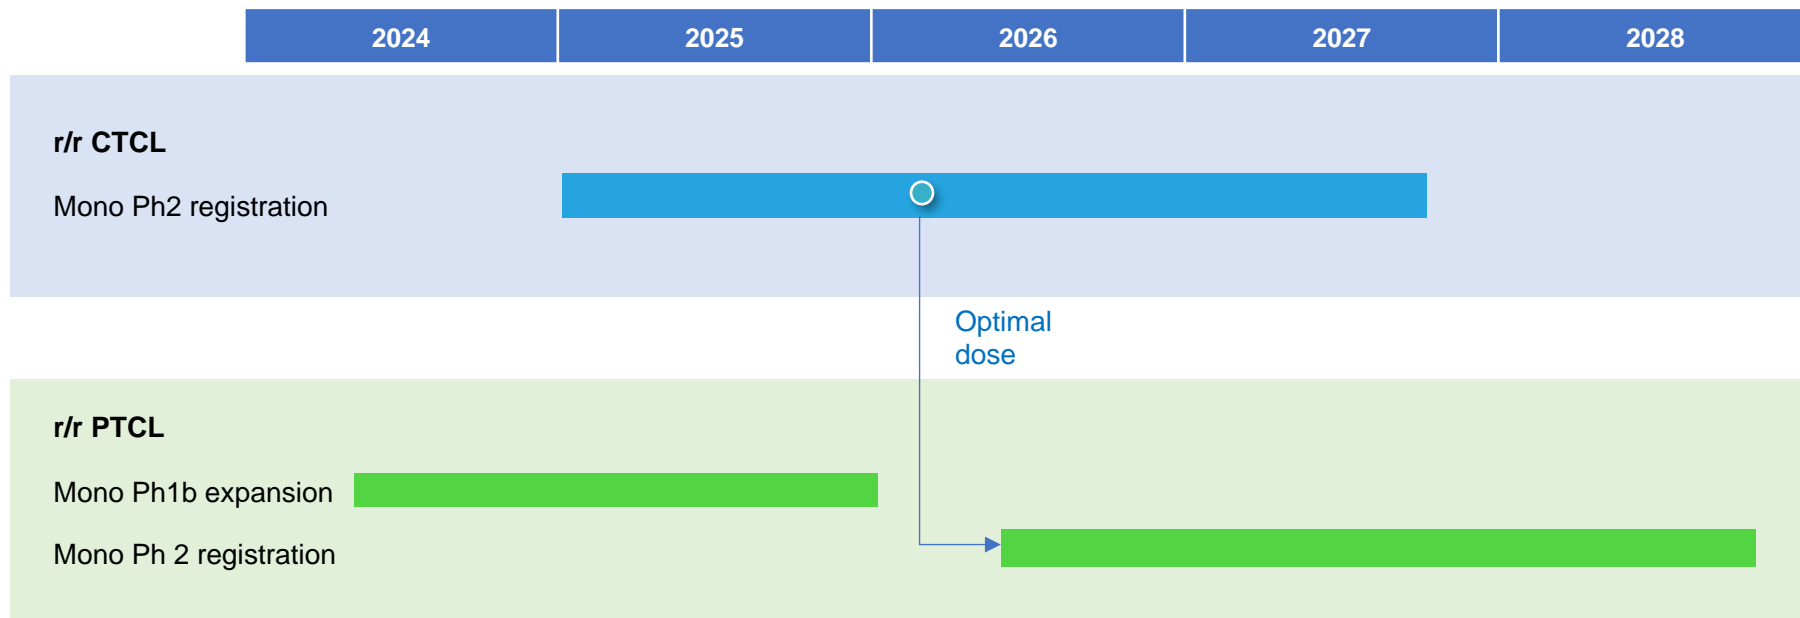 2024 2025 2026 2027 2028
r/r CTCL
Mono Ph2 registration
Optimal
dose
r/r PTCL
Mono Ph1b expansion
Mono Ph 2 registration